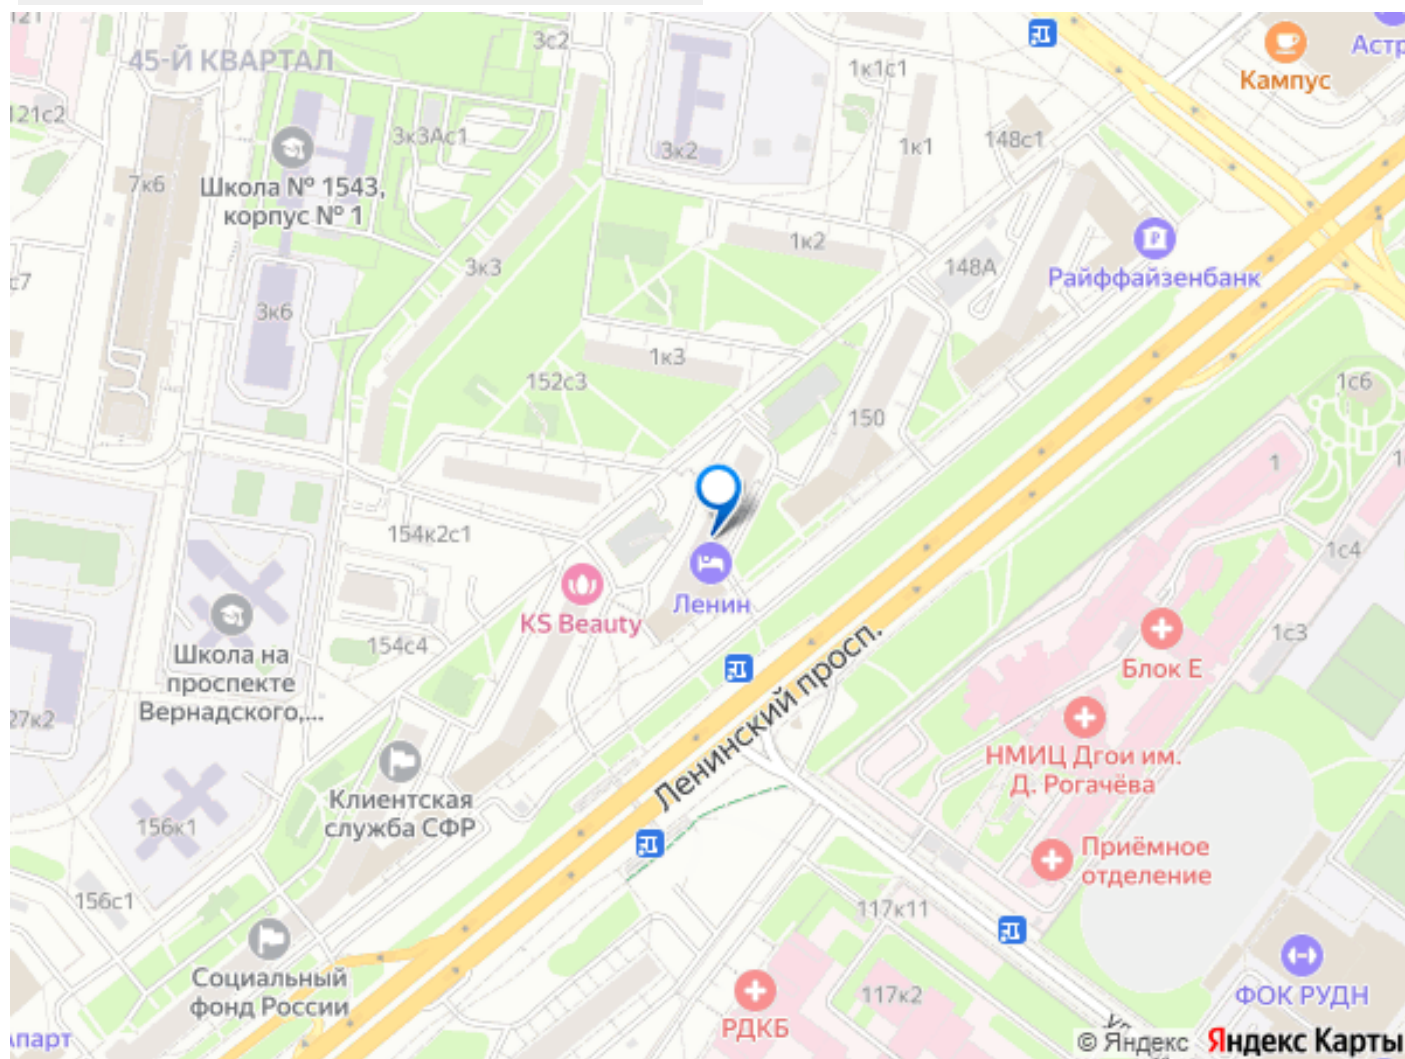 121с2
45-Й КВАРТАЛ
3с2
1к1с1
Кампус
Астр
3к3Ас1
3к2
1к1
148с1
7к6
Школа № 1543,
корпус № 1
1к2
148А
Райффайзенбанк
с7
3к3
3к6
1к3
152с3
150
1с6
1
1
154к2с1
1с4
KS Beauty
Ленин
154с4
1с3
Школа на
проспекте
Вернадского,...
27к2
Блок Е
Ленинский просп.
НМИЦ Дгои им.
Д. Рогачёва
Клиентская
служба СФР
156к1
Приёмное
отделение
156с1
117к11
Социальный
фонд России
117к2
РДКБ
ФОК РУДН
Апарт
© Яндекс Яндекс Карты